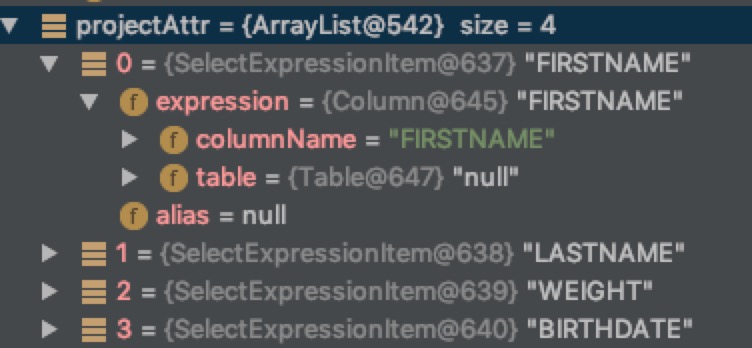 projectAttr = {ArrayList@542} size = 4
0 = {SelectExpressionItem@637} "FIRSTNAME"
f expression = {Column@645} "FIRSTNAME"
f columnName = "FIRSTNAME"
f table = {Table@647} "null"
f alias = null
1 = {SelectExpressionItem@638} "LASTNAME"
2 = {SelectExpressionItem@639} "WEIGHT"
3 = {SelectExpressionItem@640} "BIRTHDATE"